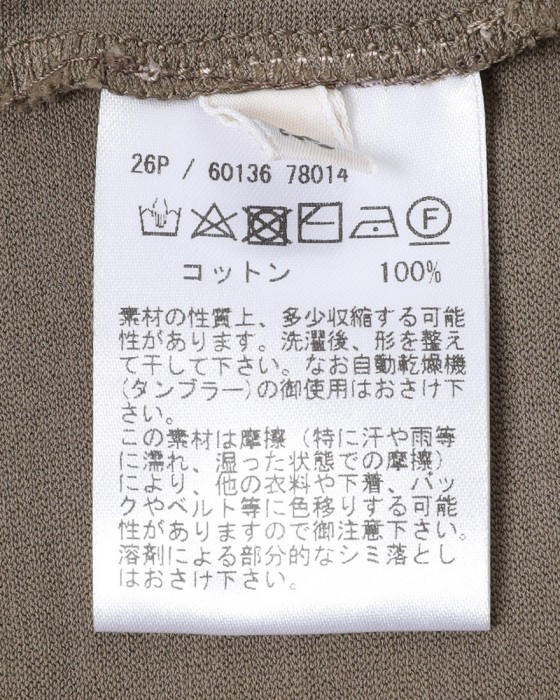 26P / 60136 78014
F
コットン 100%
素材の性質上、多少収縮する可能
性があります。洗濯後、形を整え
て干して下さい。なお自動乾燥機
(タンブラー)の御使用はおさけ下
さい。
この素材は摩擦（特に汗や雨等
に濡れ、湿った状態での摩擦）
により、他の衣料や下着、バッ
クやベルト等に色移りする可能
性がありますので御注意下さい。
溶剤による部分的なシミ落とし
はおさけ下さい。